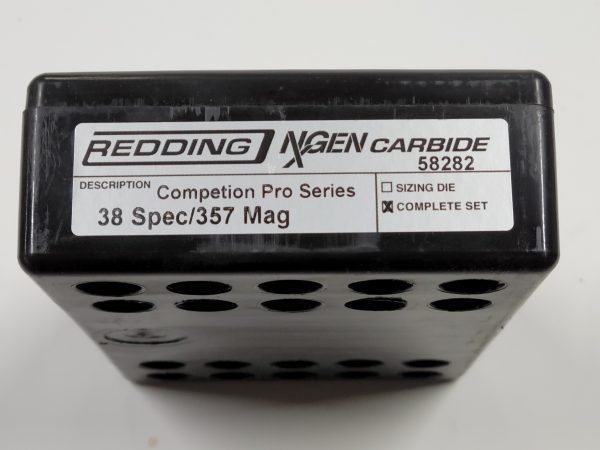 REDDING NXGEN CARBIDE
58282
DESCRIPTION Competion Pro Series
38 Spec/357 Mag
SIZING DIE
COMPLETE SET